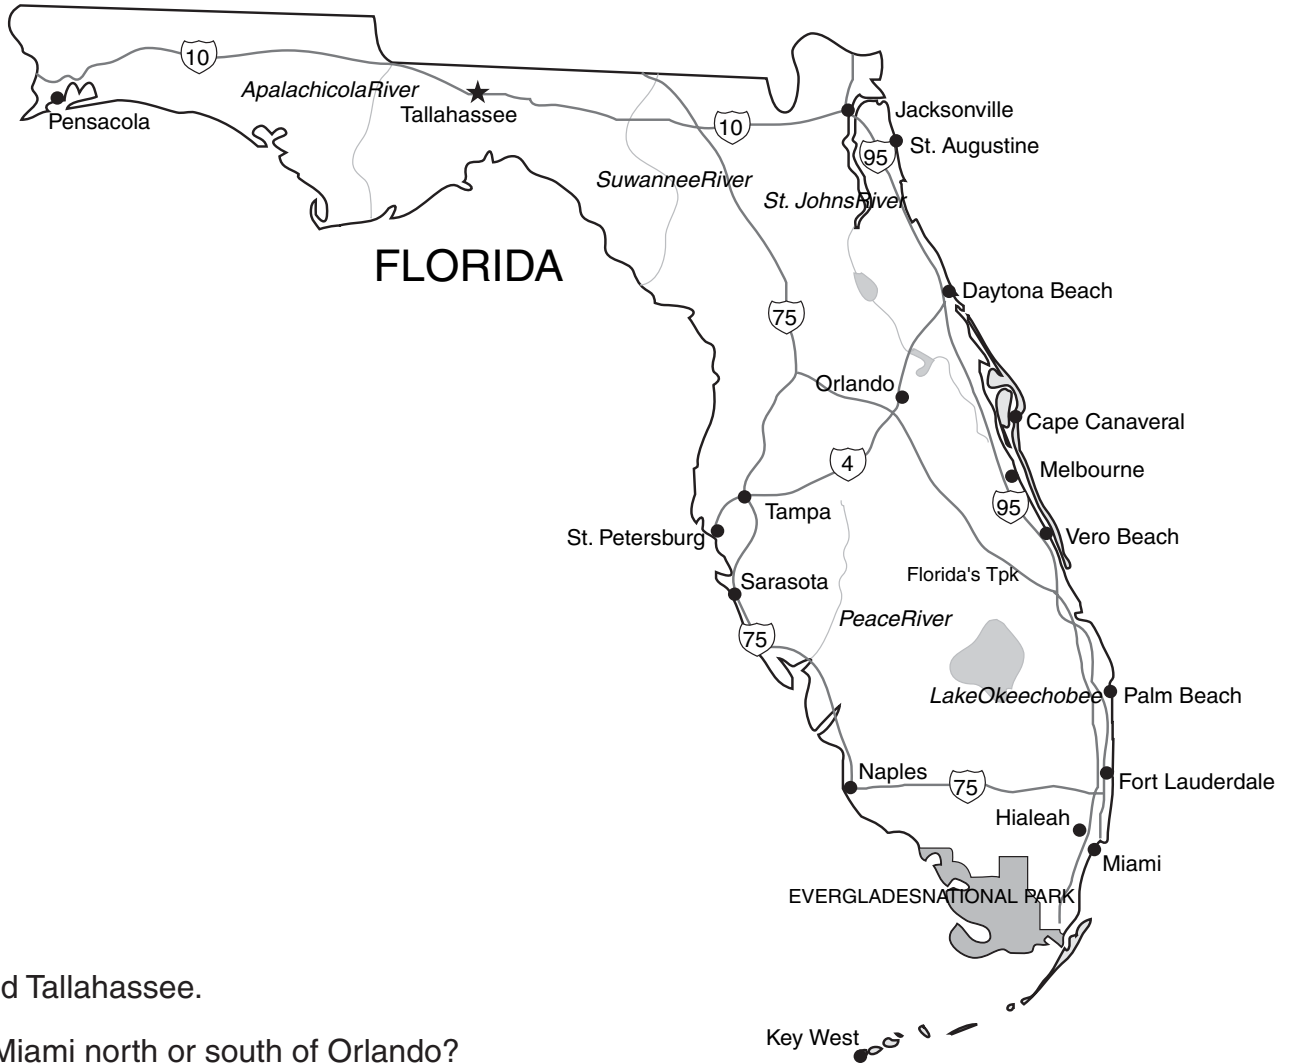 10
ApalachicolaRiver
Tallahassee
Pensacola
10
Jacksonville
St. Augustine
95
SuwanneeRiver
St. JohnsRiver
FLORIDA
Daytona Beach
75
Orlando
Cape Canaveral
4
Melbourne
95
Tampa
St. Petersburg
Vero Beach
Florida's Tpk
Sarasota
PeaceRiver
75
LakeOkeechobee
Palm Beach
Naples
75
Fort Lauderdale
Hialeah
Miami
EVERGLADESNATIONAL PARK
d Tallahassee.
Key West
Miami north or south of Orlando?